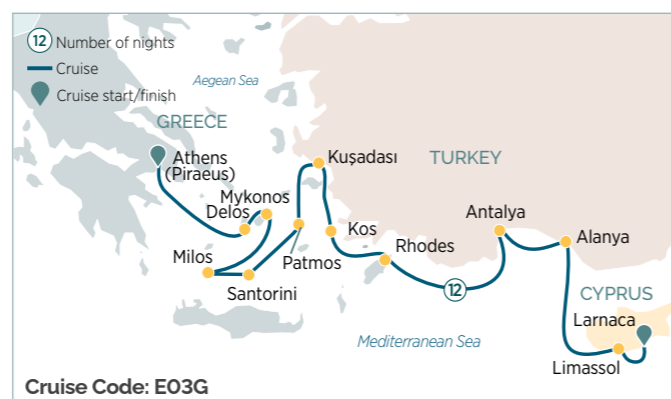 12 Number of nights
Cruise
Cruise start/finish
Aegean Sea
GREECE
Athens
(Piraeus)
Mykonos
Delos
Milos
Santorini
Patmos
Kuşadası
TURKEY
Kos
Rhodes
Antalya
Alanya
12
CYPRUS
Larnaca
Limassol
Mediterranean Sea
Cruise Code: E03G